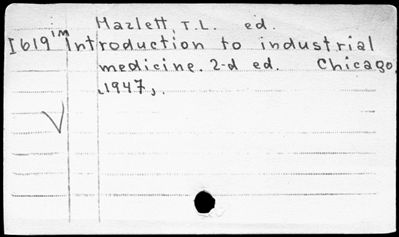 Hazlett, T.L. ed.
I619 im Introduction to industrial
medicine. 2-d ed. Chicago,
[1947].